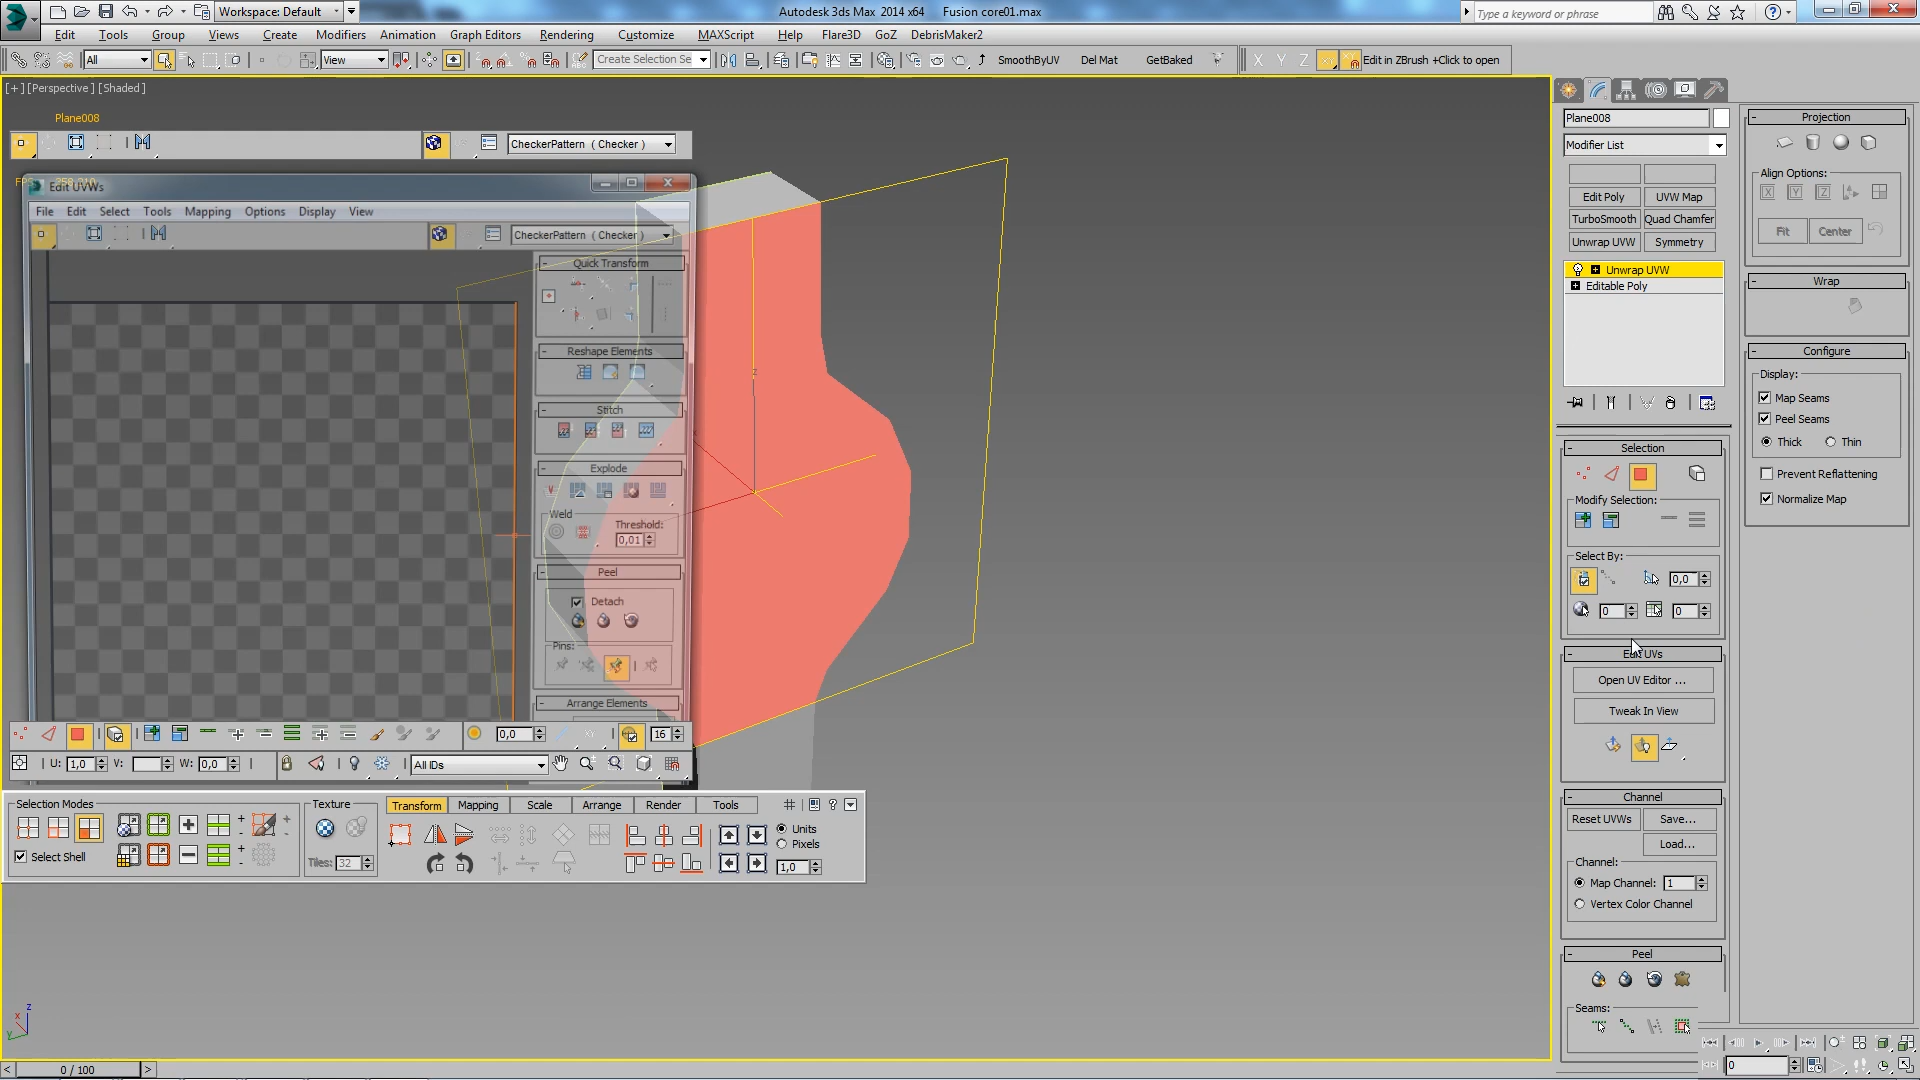 Workspace: Default
Autodesk 3ds Max 2014 x64 Fusion core01.max
Type a keyword or phrase
Edit Tools Group Views Create Modifiers Animation Graph Editors Rendering Customize MAXScript Help Flare3D GoZ DebrisMaker2
All View Create Selection Se SmoothByUV Del Mat GetBaked X Y Z Edit in ZBrush +Click to open
[+] [Perspective] [Shaded]
Plane008
CheckerPattern ( Checker )
Edit UVWs
File Edit Select Tools Mapping Options Display View
CheckerPattern ( Checker )
Quick Transform
Reshape Elements
Stitch
Explode
Weld
Threshold:
0,01
Peel
Detach
Pins:
Arrange Elements
0,0 16
U: 1,0 V: W: 0,0 All IDs
Selection Modes
Select Shell
Texture
Tiles: 32
Transform Mapping Scale Arrange Render Tools
Units
Pixels
1,0
z
x
y
0 / 100
Plane008
Modifier List
Edit Poly UVW Map
TurboSmooth Quad Chamfer
Unwrap UVW Symmetry
Unwrap UVW
Editable Poly
Selection
Modify Selection:
Select By:
0,0
0 0
Edit UVs
Open UV Editor ...
Tweak In View
Channel
Reset UVWs Save...
Load...
Channel:
Map Channel: 1
Vertex Color Channel
Peel
Seams:
Projection
Align Options:
X Y Z
Fit Center
Wrap
Configure
Display:
Map Seams
Peel Seams
Thick Thin
Prevent Reflattening
Normalize Map
0